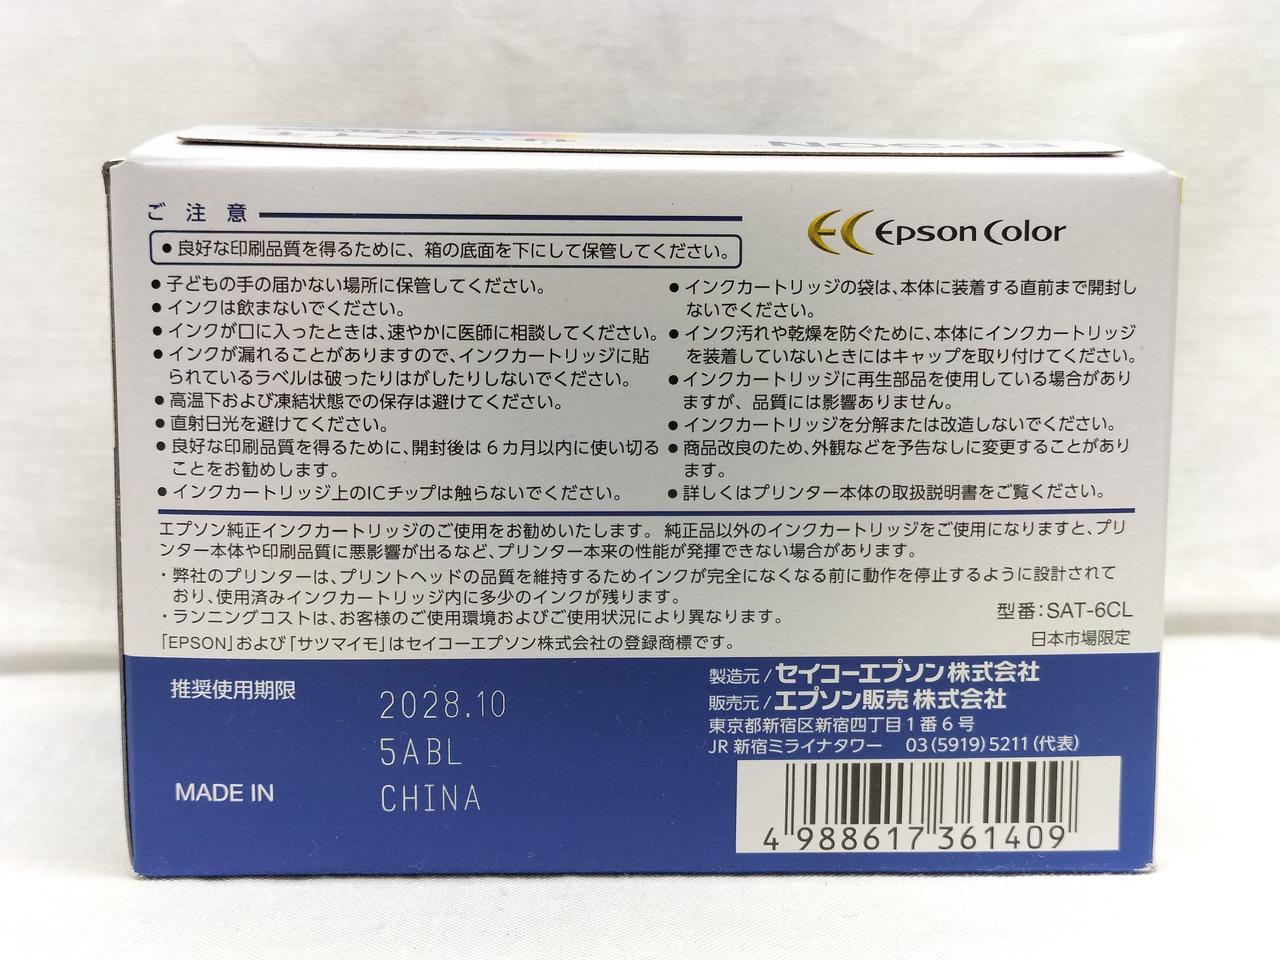 EPSON
ご注意
●良好な印刷品質を得るために、箱の底面を下にして保管してください。
Epson Color
●子どもの手の届かない場所に保管してください。
●インクは飲まないでください。
●インクが口に入ったときは、速やかに医師に相談してください。
●インクが漏れることがありますので、インクカートリッジに貼
られているラベルは破ったりはがしたりしないでください。
●高温下および凍結状態での保存は避けてください。
●直射日光を避けてください。
●良好な印刷品質を得るために、開封後は6カ月以内に使い切る
ことをお勧めします。
●インクカートリッジ上のICチップは触らないでください。
●インクカートリッジの袋は、本体に装着する直前まで開封し
ないでください。
●インク汚れや乾燥を防ぐために、本体にインクカートリッジ
を装着していないときにはキャップを取り付けてください。
●インクカートリッジに再生部品を使用している場合があり
ますが、品質には影響ありません。
●インクカートリッジを分解または改造しないでください。
●商品改良のため、外観などを予告なしに変更することがあり
ます。
●詳しくはプリンター本体の取扱説明書をご覧ください。
エプソン純正インクカートリッジのご使用をお勧めいたします。純正品以外のインクカートリッジをご使用になりますと、プリ
ンター本体や印刷品質に悪影響が出るなど、プリンター本来の性能が発揮できない場合があります。
・弊社のプリンターは、プリントヘッドの品質を維持するためインクが完全になくなる前に動作を停止するように設計されて
おり、使用済みインクカートリッジ内に多少のインクが残ります。
・ランニングコストは、お客様のご使用環境およびご使用状況により異なります。
「EPSON」および「サツマイモ」はセイコーエプソン株式会社の登録商標です。
型番：SAT-6CL
日本市場限定
推奨使用期限
2028.10
5ABL
MADE IN
CHINA
製造元／セイコーエプソン株式会社
販売元／エプソン販売株式会社
東京都新宿区新宿四丁目1番6号
JR新宿ミライナタワー 03(5919)5211(代表)
4 988617 361409